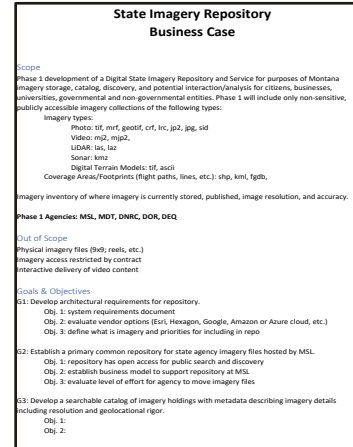 State Imagery Repository
Business Case
Scope
Phase 1 development of a Digital State Imagery Repository and Service for purposes of Montana
imagery storage, catalog, discovery, and potential interaction/analysis for citizens, businesses,
universities, governmental and non-governmental entities. Phase 1 will include only non-sensitive,
publicly accessible imagery collections of the following types:
Imagery types:
Photo: tif, mrf, geotif, crf, lrc, jp2, jpg, sid
Video: mj2, mjp2,
LiDAR: las, laz
Sonar: kmz
Digital Terrain Models: tif, ascii
Coverage Areas/Footprints (flight paths, lines, etc.): shp, kml, fgdb,
Imagery inventory of where imagery is currently stored, published, image resolution, and accuracy.
Phase 1 Agencies: MSL, MDT, DNRC, DOR, DEQ
Out of Scope
Physical imagery files (9x9; reels, etc.)
Imagery access restricted by contract
Interactive delivery of video content
Goals & Objectives
G1: Develop architectural requirements for repository.
Obj. 1: system requirements document
Obj. 2: evaluate vendor options (Esri, Hexagon, Google, Amazon or Azure cloud, etc.)
Obj. 3: define what is imagery and priorities for including in repo
G2: Establish a primary common repository for state agency imagery files hosted by MSL.
Obj. 1: repository has open access for public search and discovery
Obj. 2: establish business model to support repository at MSL
Obj. 3: evaluate level of effort for agency to move imagery files
G3: Develop a searchable catalog of imagery holdings with metadata describing imagery details
including resolution and geolocational rigor.
Obj. 1:
Obj. 2: